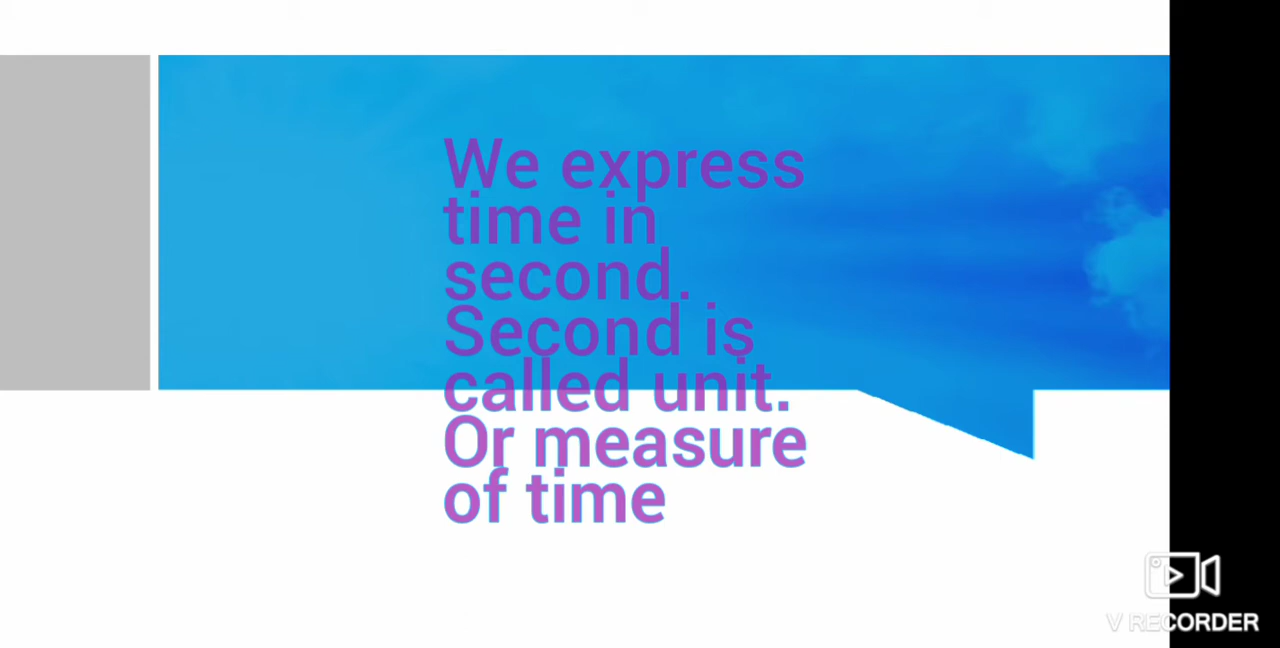 We express
time in
second.
Second is
called unit.
Or measure
of time
V RECORDER